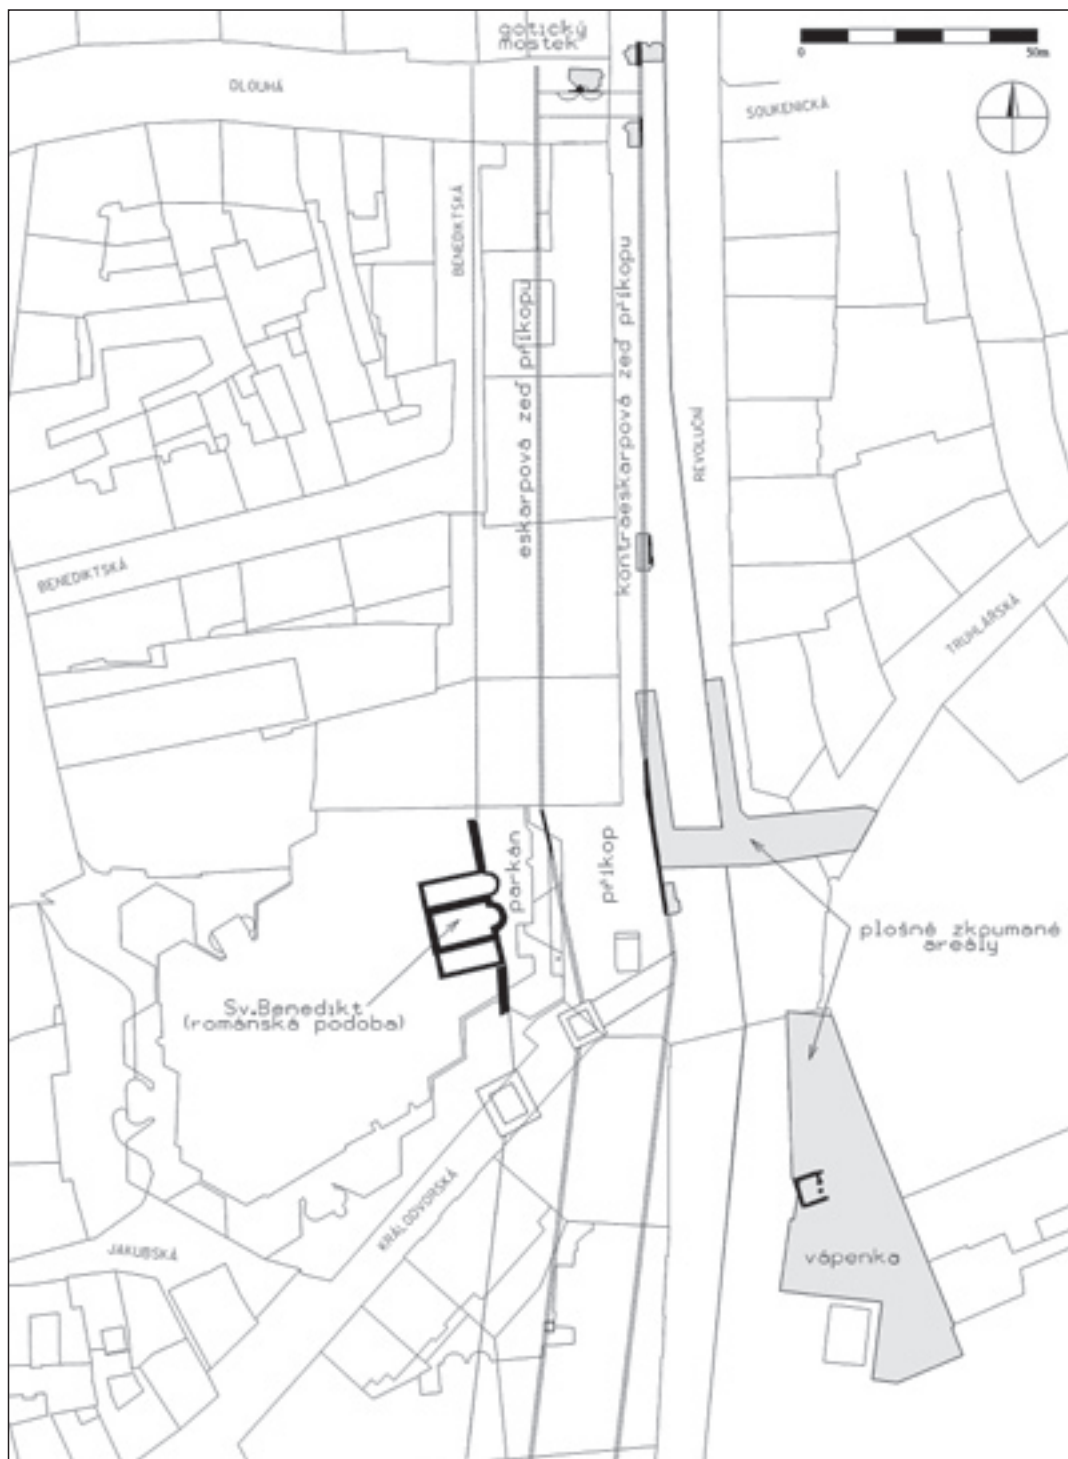 gotický
mostek
0
50m
DLOUHÁ
SOUKENICKÁ
BENEDIKTSKÁ
eskarpová zeď příkopu
kontraeskarpová zeď příkopu
REVOLUČNÍ
BENEDIKTSKÁ
TRUHLÁŘSKÁ
parkán
příkop
plošně zkoumané
areály
Sv.Benedikt
(románská podoba)
KRÁLODVORSKÁ
JAKUBSKÁ
vápenka